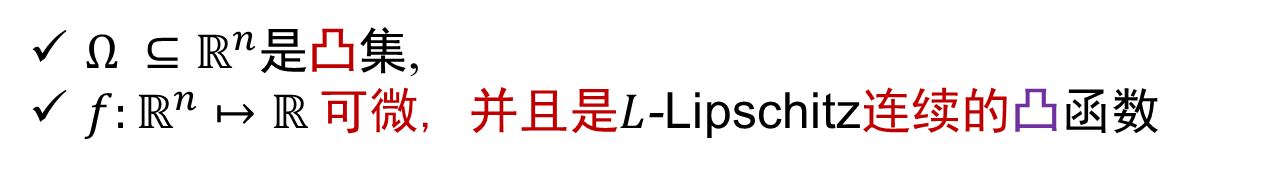 ✓ Ω ⊆ ℝⁿ是凸集,
✓ f: ℝⁿ ↦ ℝ 可微, 并且是L-Lipschitz连续的凸函数